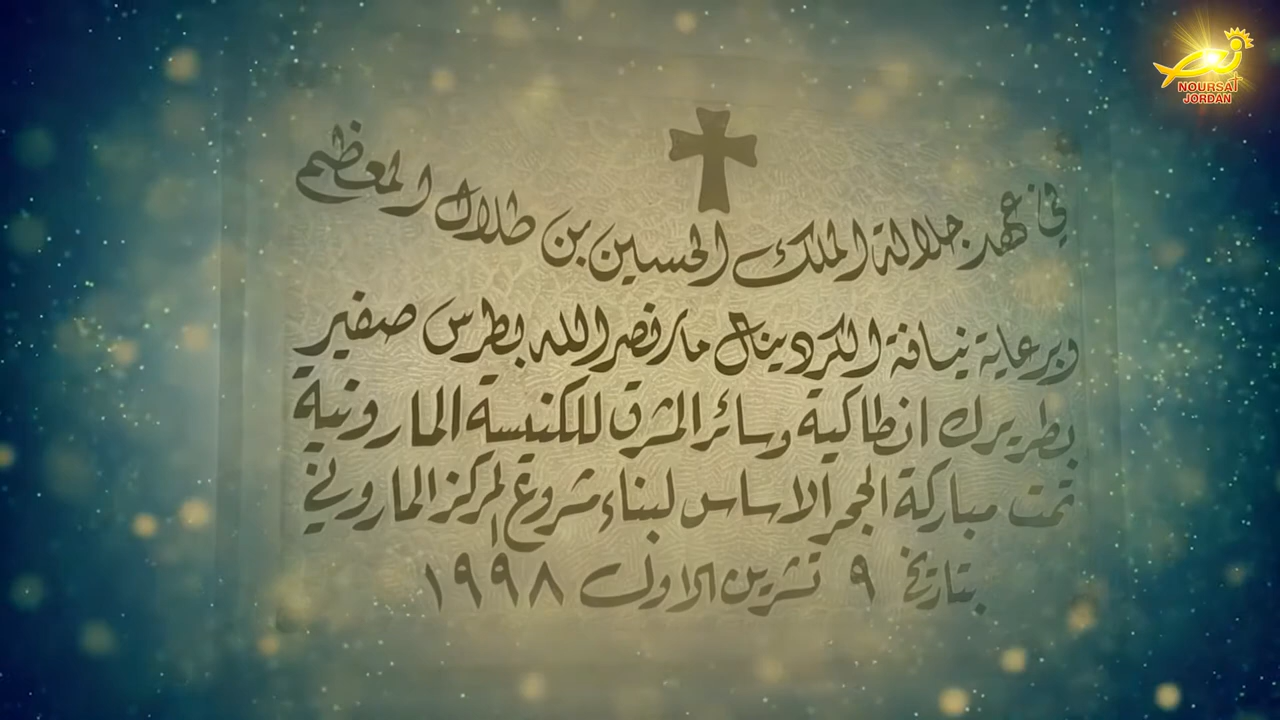 في عهد جلالة الملك الحسين بن طلال المعظم
وبرعاية نيافة الكردينال مار نصرالله بطرس صفير
بطريرك انطاكية وسائر المشرق للكنيسة المارونية
تمت مباركة الحجر الاساس لبناء مشروع المركز الماروني
بتاريخ ٩ تشرين الاول ١٩٩٨
NOURSAT
JORDAN